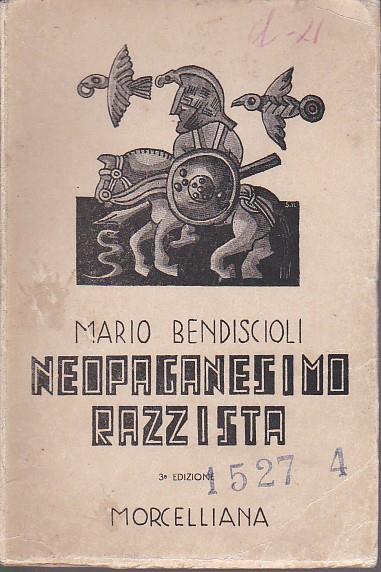 d-21
S.M.
MARIO BENDISCIOLI
NEOPAGANESIMO
RAZZISTA
3ª EDIZIONE
1527 4
MORCELLIANA